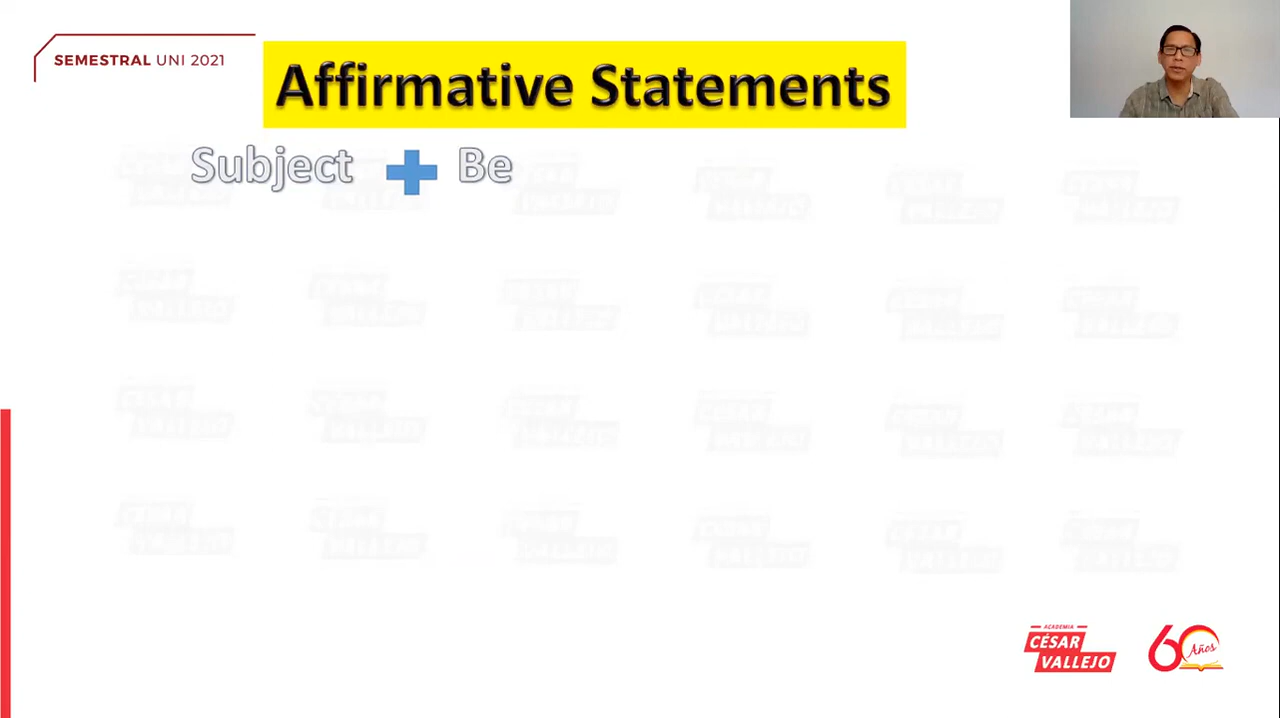 SEMESTRAL UNI 2021
Affirmative Statements
Subject + Be
ACADEMIA
CÉSAR
VALLEJO
60 Años